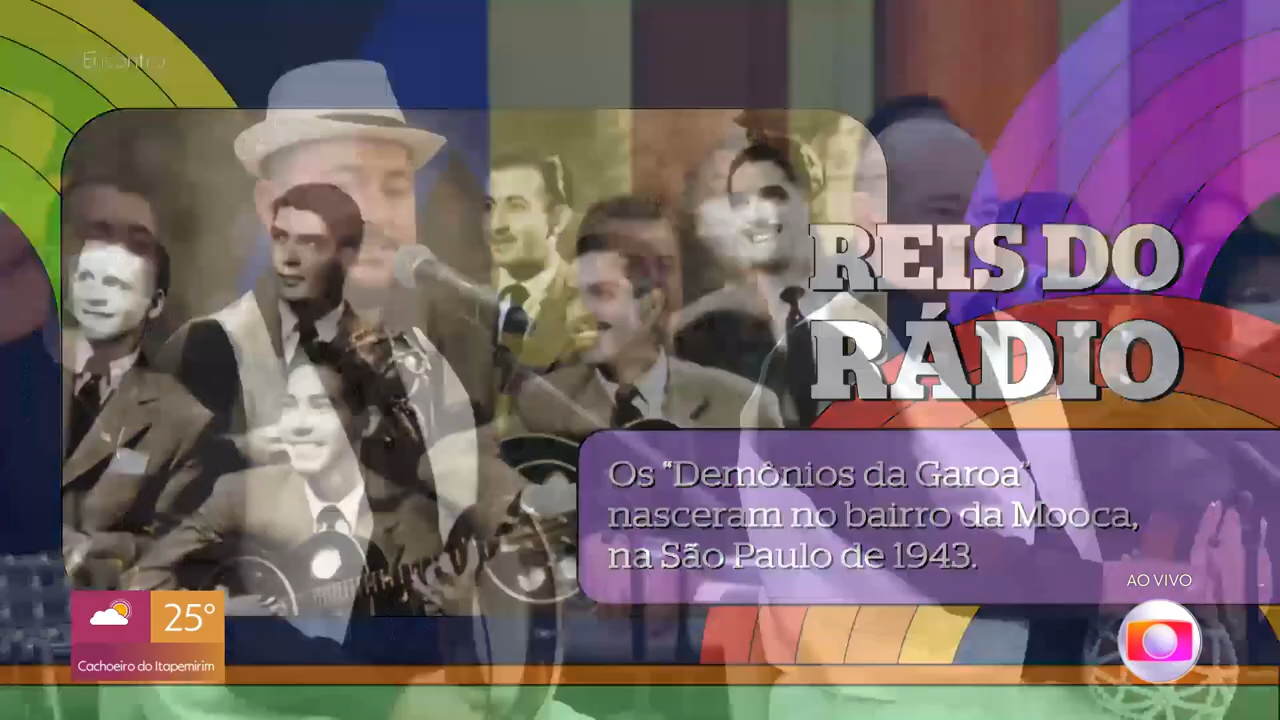 Encontro
REIS DO
RÁDIO
Os “Demônios da Garoa”
nasceram no bairro da Mooca,
na São Paulo de 1943.
AO VIVO
25°
Cachoeiro do Itapemirim